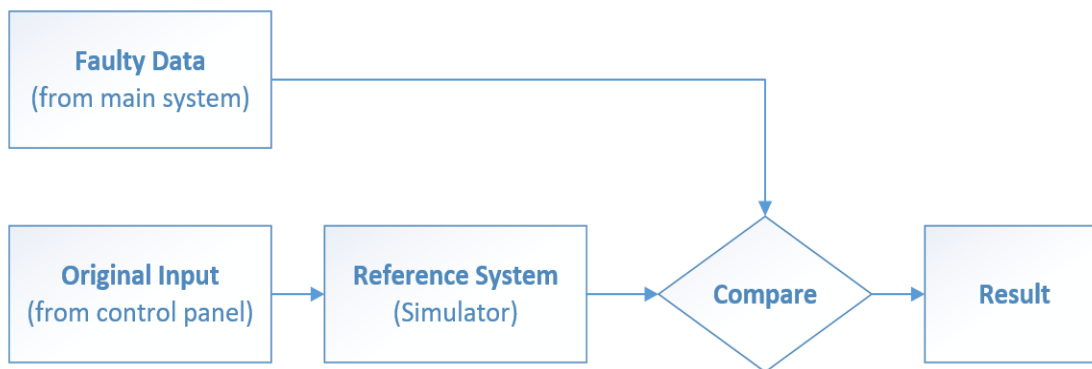 Faulty Data
(from main system)
Original Input
(from control panel)
Reference System
(Simulator)
Compare
Result